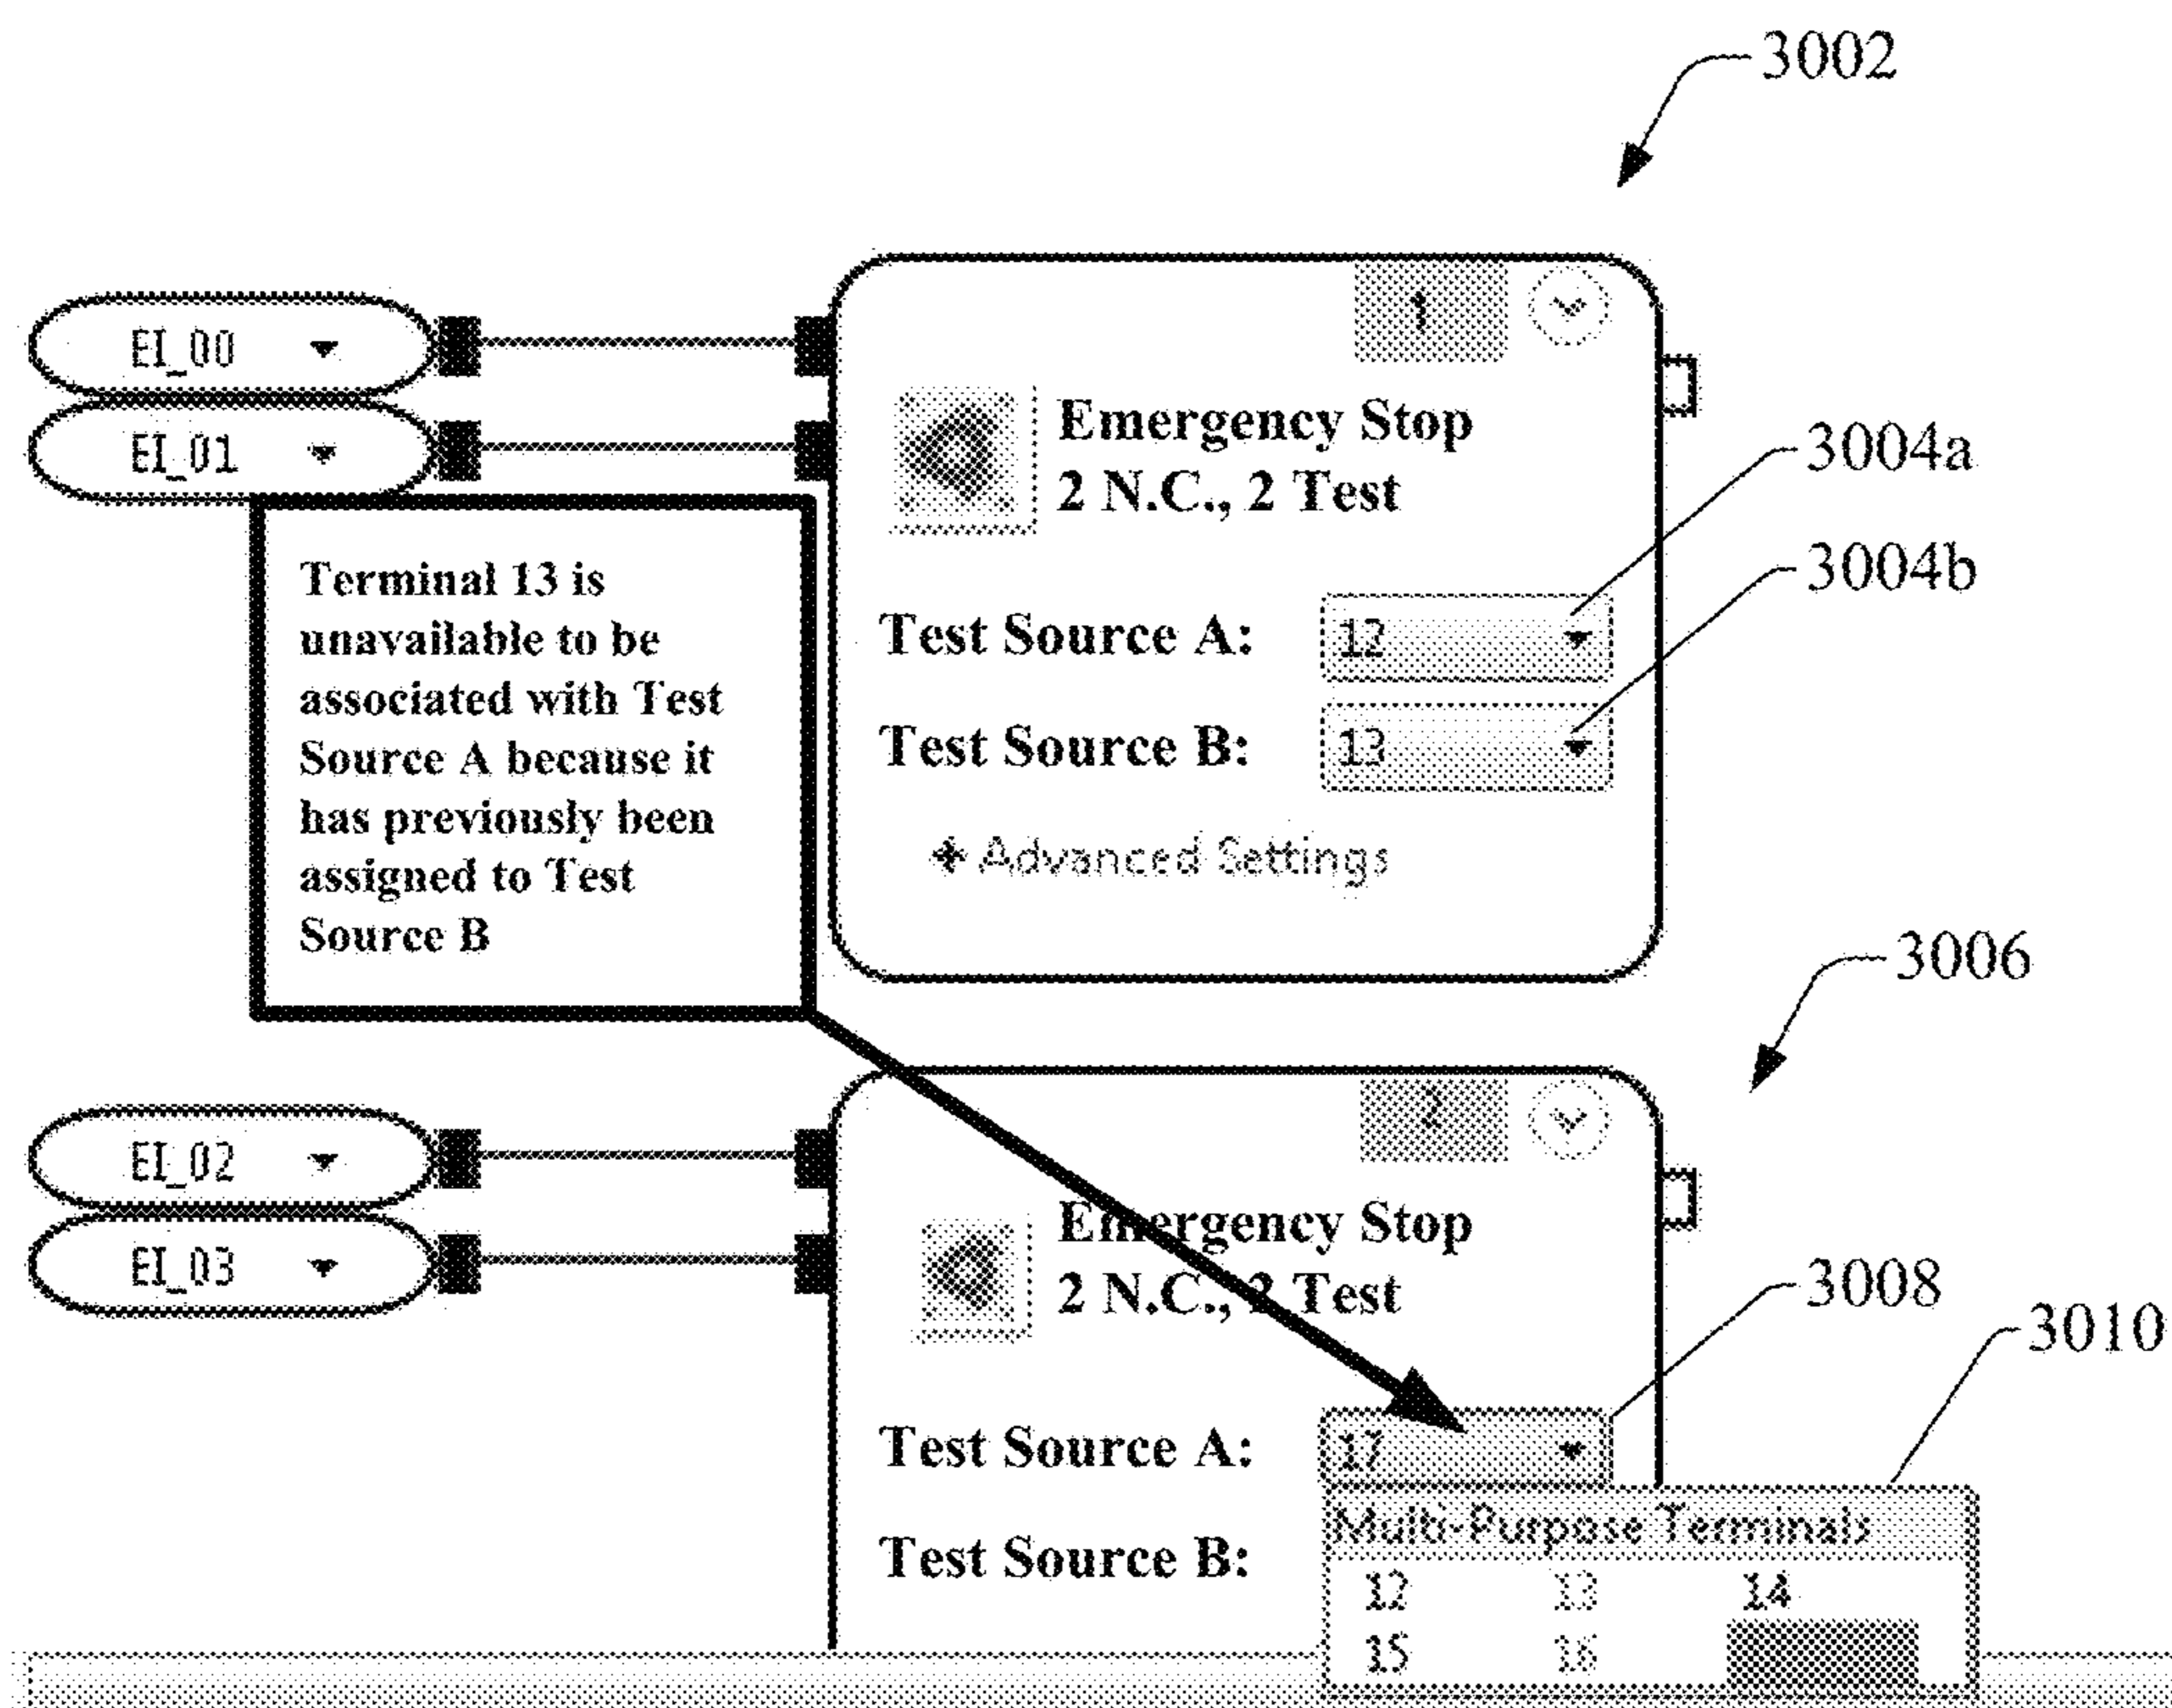 3002
1
EI_00
EI_01
Emergency Stop
2 N.C., 2 Test
3004a
3004b
Terminal 13 is
unavailable to be
associated with Test
Source A because it
has previously been
assigned to Test
Source B
Test Source A: 12
Test Source B: 13
Advanced Settings
3006
2
EI_02
EI_03
Emergency Stop
2 N.C., 2 Test
3008
3010
Test Source A: 17
Test Source B:
Multi-Purpose Terminals
12 13 14
15 16